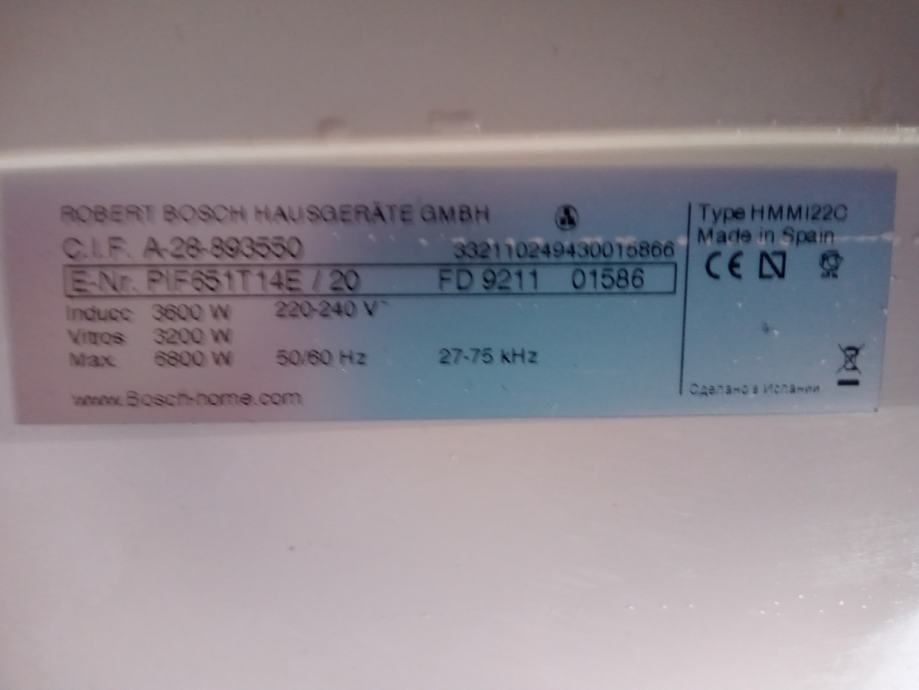 ROBERT BOSCH HAUSGERÄTE GMBH
C.I.F. A-28-893550
332110249430015866
E-Nr. PIF651T14E / 20 FD 9211 01586
Inducc 3600 W 220-240 V~
Vitros 3200 W
Max. 6800 W 50/60 Hz 27-75 kHz
www.Bosch-home.com
Type HMMI22C
Made in Spain
CE N
Сделано в Испании